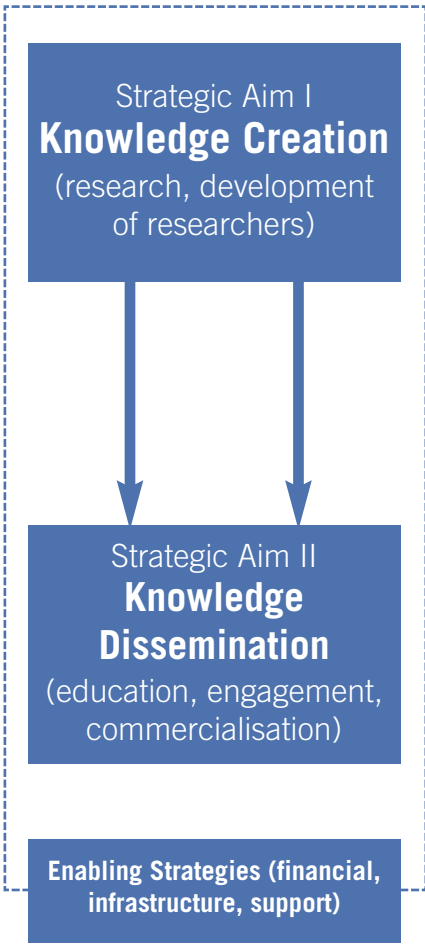 Strategic Aim I
Knowledge Creation
(research, development
of researchers)
Strategic Aim II
Knowledge
Dissemination
(education, engagement,
commercialisation)
Enabling Strategies (financial,
infrastructure, support)